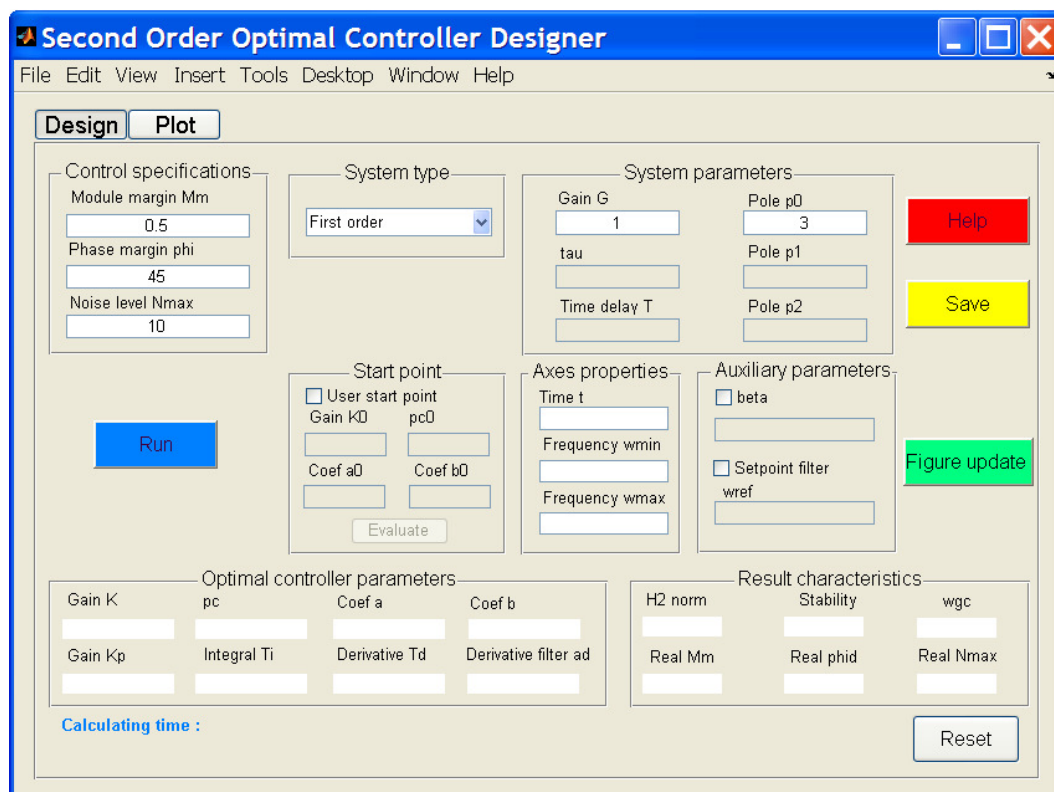 Second Order Optimal Controller Designer
File Edit View Insert Tools Desktop Window Help
Design Plot
Control specifications
Module margin Mm
0.5
Phase margin phi
45
Noise level Nmax
10
System type
First order
System parameters
Gain G Pole p0
1 3
tau Pole p1
Time delay T Pole p2
Help
Save
Run
Start point
User start point
Gain K0 pc0
Coef a0 Coef b0
Evaluate
Axes properties
Time t
Frequency wmin
Frequency wmax
Auxiliary parameters
beta
Setpoint filter
wref
Figure update
Optimal controller parameters
Gain K pc Coef a Coef b
Gain Kp Integral Ti Derivative Td Derivative filter ad
Result characteristics
H2 norm Stability wgc
Real Mm Real phid Real Nmax
Calculating time :
Reset